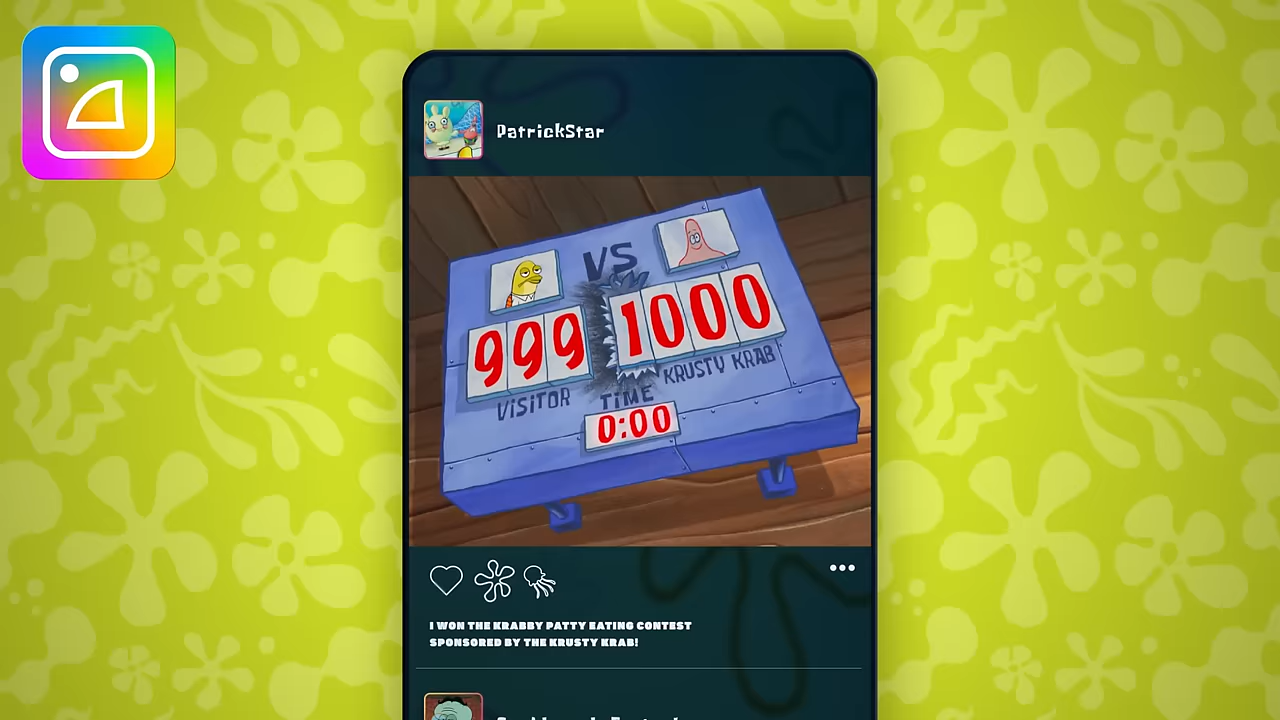 PatrickStar
VS
999 1000
VISITOR TIME KRUSTY KRAB
0:00
I WON THE KRABBY PATTY EATING CONTEST
SPONSORED BY THE KRUSTY KRAB!